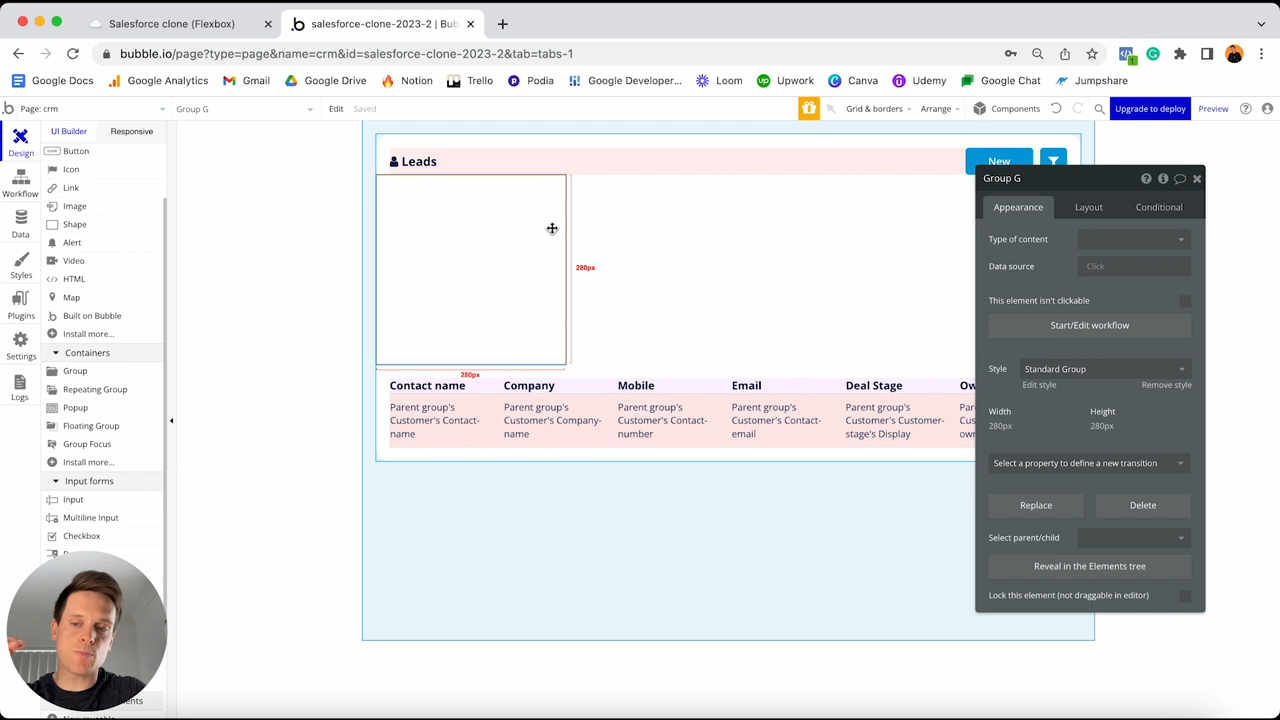 Salesforce clone (Flexbox)
salesforce-clone-2023-2 | Bub
bubble.io/page?type=page&name=crm&id=salesforce-clone-2023-2&tab=tabs-1
Google Docs
Google Analytics
Gmail
Google Drive
Notion
Trello
Podia
Google Developer...
Loom
Upwork
Canva
Udemy
Google Chat
Jumpshare
Page: crm
Group G
Edit
Saved
Grid & borders
Arrange
Components
Upgrade to deploy
Preview
Design
Workflow
Data
Styles
Plugins
Settings
Logs
UI Builder
Responsive
Button
Icon
Link
Image
Shape
Alert
Video
HTML
Map
Built on Bubble
Install more...
Containers
Group
Repeating Group
Popup
Floating Group
Group Focus
Install more...
Input forms
Input
Multiline Input
Checkbox
Leads
New
280px
280px
Contact name
Company
Mobile
Email
Deal Stage
Ow
Parent group's
Customer's Contact-
name
Parent group's
Customer's Company-
name
Parent group's
Customer's Contact-
number
Parent group's
Customer's Contact-
email
Parent group's
Customer's Customer-
stage's Display
Group G
Appearance
Layout
Conditional
Type of content
Data source
Click
This element isn't clickable
Start/Edit workflow
Style
Standard Group
Edit style
Remove style
Width
Height
280px
280px
Select a property to define a new transition
Replace
Delete
Select parent/child
Reveal in the Elements tree
Lock this element (not draggable in editor)